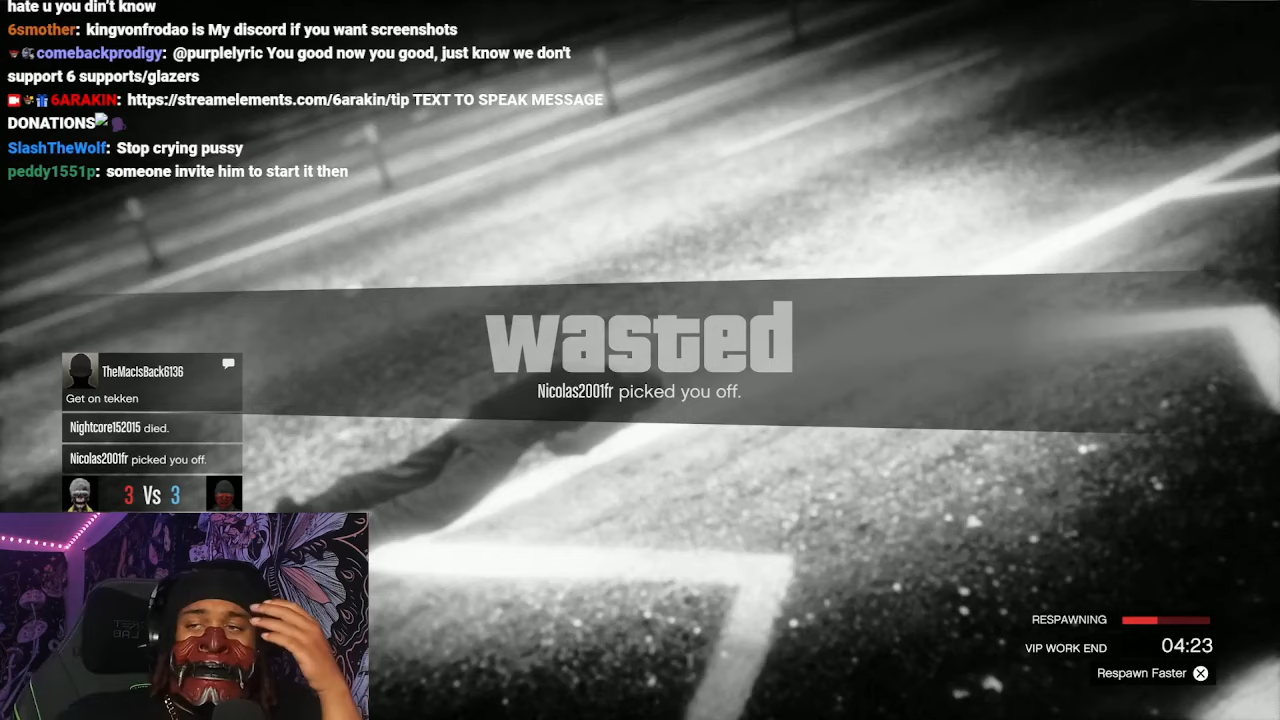 hate u you din't know
6smother: kingvonfrodao is My discord if you want screenshots
comebackprodigy: @purplelyric You good now you good, just know we don't
support 6 supports/glazers
6ARAKIN: https://streamelements.com/6arakin/tip TEXT TO SPEAK MESSAGE
DONATIONS
SlashTheWolf: Stop crying pussy
peddy1551p: someone invite him to start it then
wasted
Nicolas2001fr picked you off.
TheMacIsBack6136
Get on tekken
Nightcore152015 died.
Nicolas2001fr picked you off.
3 Vs 3
RESPAWNING
VIP WORK END 04:23
Respawn Faster